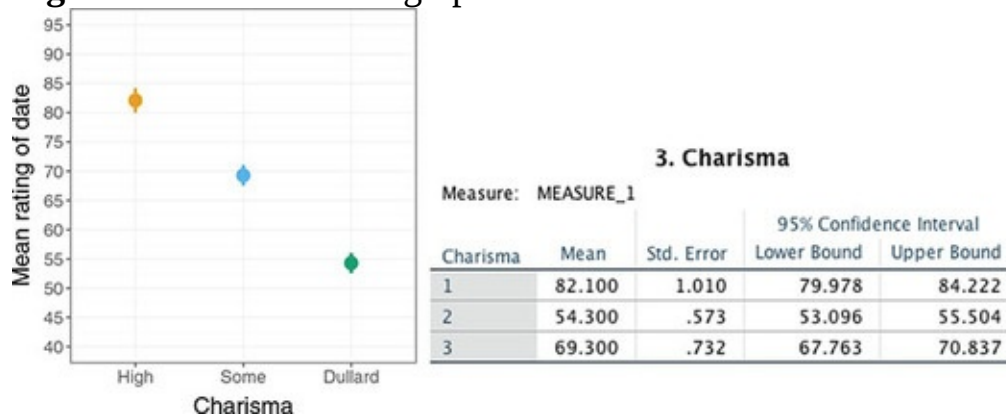 95
90
85
80
75
70
65
60
55
50
45
40
Mean rating of date
High Some Dullard
Charisma
3. Charisma
Measure: MEASURE_1
95% Confidence Interval
Charisma Mean Std. Error Lower Bound Upper Bound
1 82.100 1.010 79.978 84.222
2 54.300 .573 53.096 55.504
3 69.300 .732 67.763 70.837